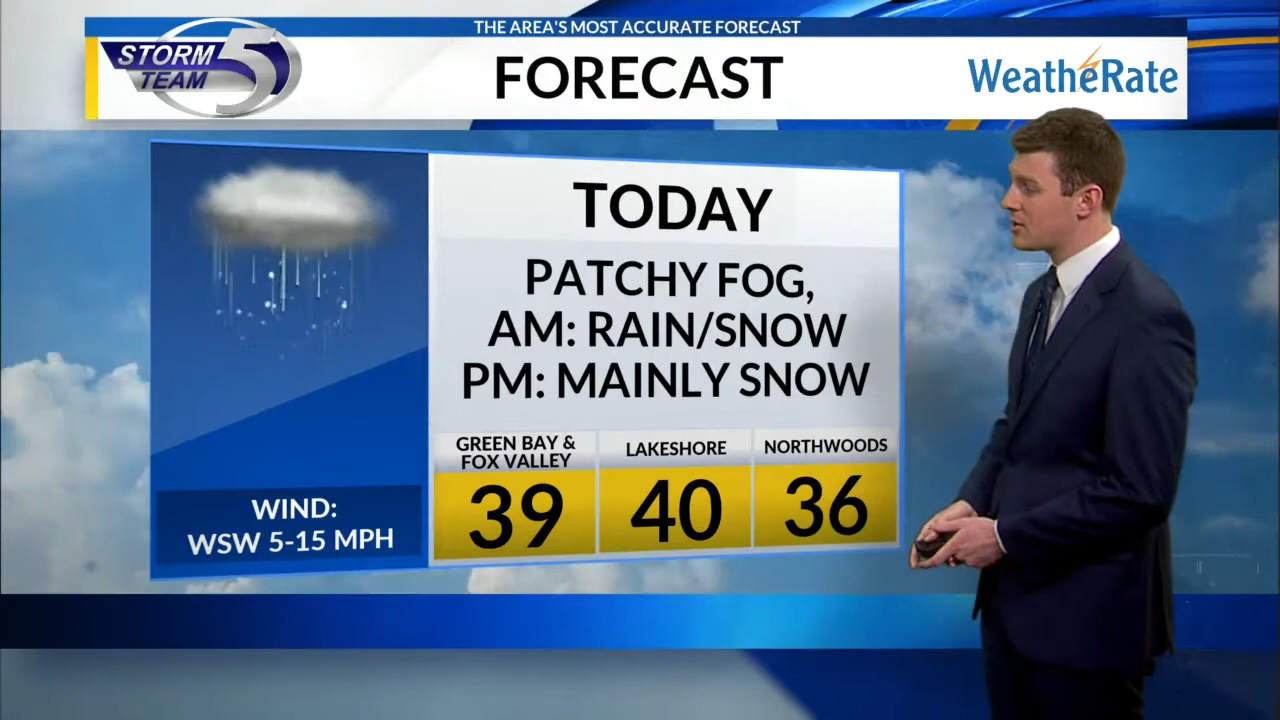 THE AREA'S MOST ACCURATE FORECAST
STORM
TEAM
5
FORECAST
WeatheRate
TODAY
PATCHY FOG,
AM: RAIN/SNOW
PM: MAINLY SNOW
GREEN BAY &
FOX VALLEY
LAKESHORE
NORTHWOODS
39
40
36
WIND:
WSW 5-15 MPH